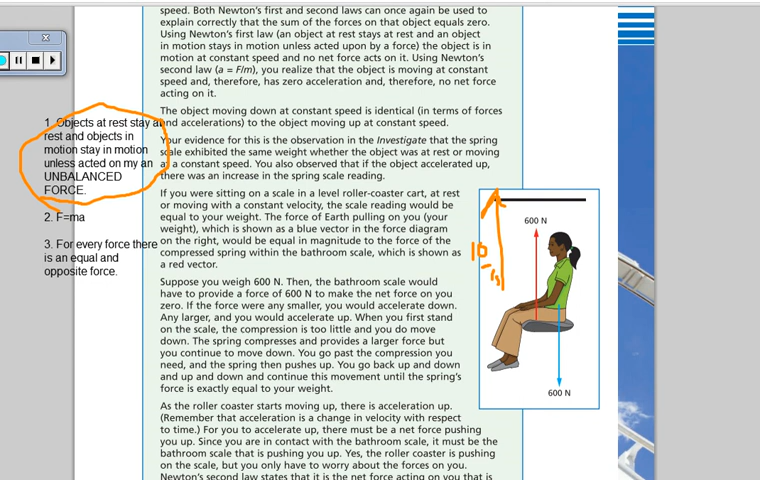 speed. Both Newton's first and second laws can once again be used to
explain correctly that the sum of the forces on that object equals zero.
Using Newton's first law (an object at rest stays at rest and an object
in motion stays in motion unless acted upon by a force) the object is in
motion at constant speed and no net force acts on it. Using Newton's
second law (a = F/m), you realize that the object is moving at constant
speed and, therefore, has zero acceleration and, therefore, no net force
acting on it.
The object moving down at constant speed is identical (in terms of forces
and accelerations) to the object moving up at constant speed.
Your evidence for this is the observation in the Investigate that the spring
scale exhibited the same weight whether the object was at rest or moving
at a constant speed. You also observed that if the object accelerated up,
there was an increase in the spring scale reading.
If you were sitting on a scale in a level roller-coaster cart, at rest
or moving with a constant velocity, the scale reading would be
equal to your weight. The force of Earth pulling on you (your
weight), which is shown as a blue vector in the force diagram
on the right, would be equal in magnitude to the force of the
compressed spring within the bathroom scale, which is shown as
a red vector.
Suppose you weigh 600 N. Then, the bathroom scale would
have to provide a force of 600 N to make the net force on you
zero. If the force were any smaller, you would accelerate down.
Any larger, and you would accelerate up. When you first stand
on the scale, the compression is too little and you do move
down. The spring compresses and provides a larger force but
you continue to move down. You go past the compression you
need, and the spring then pushes up. You go back up and down
and up and down and continue this movement until the spring's
force is exactly equal to your weight.
As the roller coaster starts moving up, there is acceleration up.
(Remember that acceleration is a change in velocity with respect
to time.) For you to accelerate up, there must be a net force pushing
you up. Since you are in contact with the bathroom scale, it must be the
bathroom scale that is pushing you up. Yes, the roller coaster is pushing
on the scale, but you only have to worry about the forces on you.
Newton's second law states that it is the net force acting on you that is
1. Objects at rest stay at
rest and objects in
motion stay in motion
unless acted on my an
UNBALANCED
FORCE.
2. F=ma
3. For every force there
is an equal and
opposite force.
600 N
10
600 N